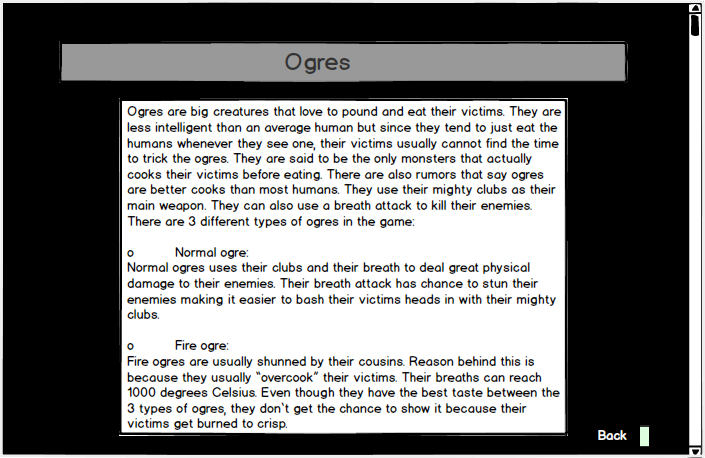 Ogres
Ogres are big creatures that love to pound and eat their victims. They are
less intelligent than an average human but since they tend to just eat the
humans whenever they see one, their victims usually cannot find the time
to trick the ogres. They are said to be the only monsters that actually
cooks their victims before eating. There are also rumors that say ogres
are better cooks than most humans. They use their mighty clubs as their
main weapon. They can also use a breath attack to kill their enemies.
There are 3 different types of ogres in the game:
o Normal ogre:
Normal ogres uses their clubs and their breath to deal great physical
damage to their enemies. Their breath attack has chance to stun their
enemies making it easier to bash their victims heads in with their mighty
clubs.
o Fire ogre:
Fire ogres are usually shunned by their cousins. Reason behind this is
because they usually “overcook” their victims. Their breaths can reach
1000 degrees Celsius. Even though they have the best taste between the
3 types of ogres, they don't get the chance to show it because their
victims get burned to crisp.
Back